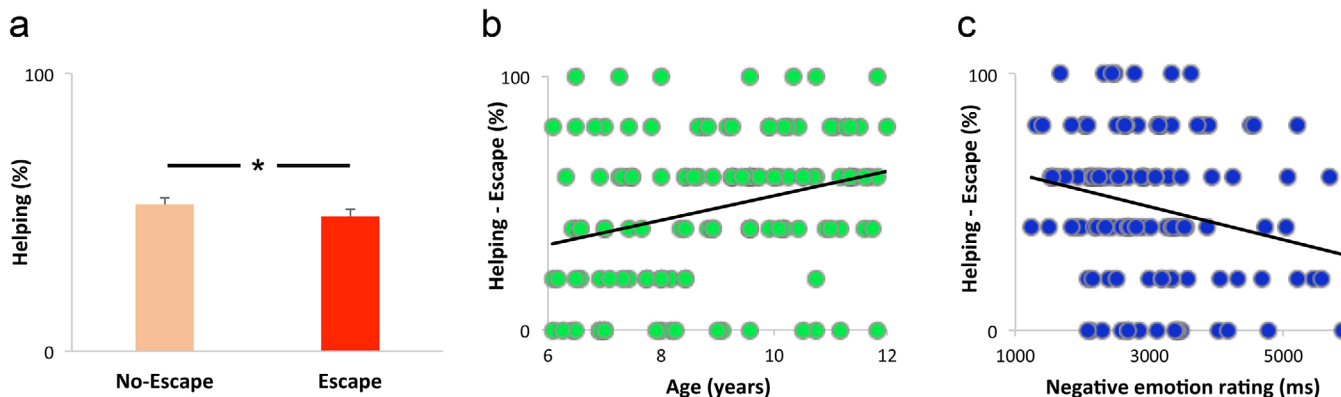 a
100
Helping (%)
*
0
No-Escape
Escape
b
100
Helping - Escape (%)
0
6
8
10
12
Age (years)
c
100
Helping - Escape (%)
0
1000
3000
5000
Negative emotion rating (ms)